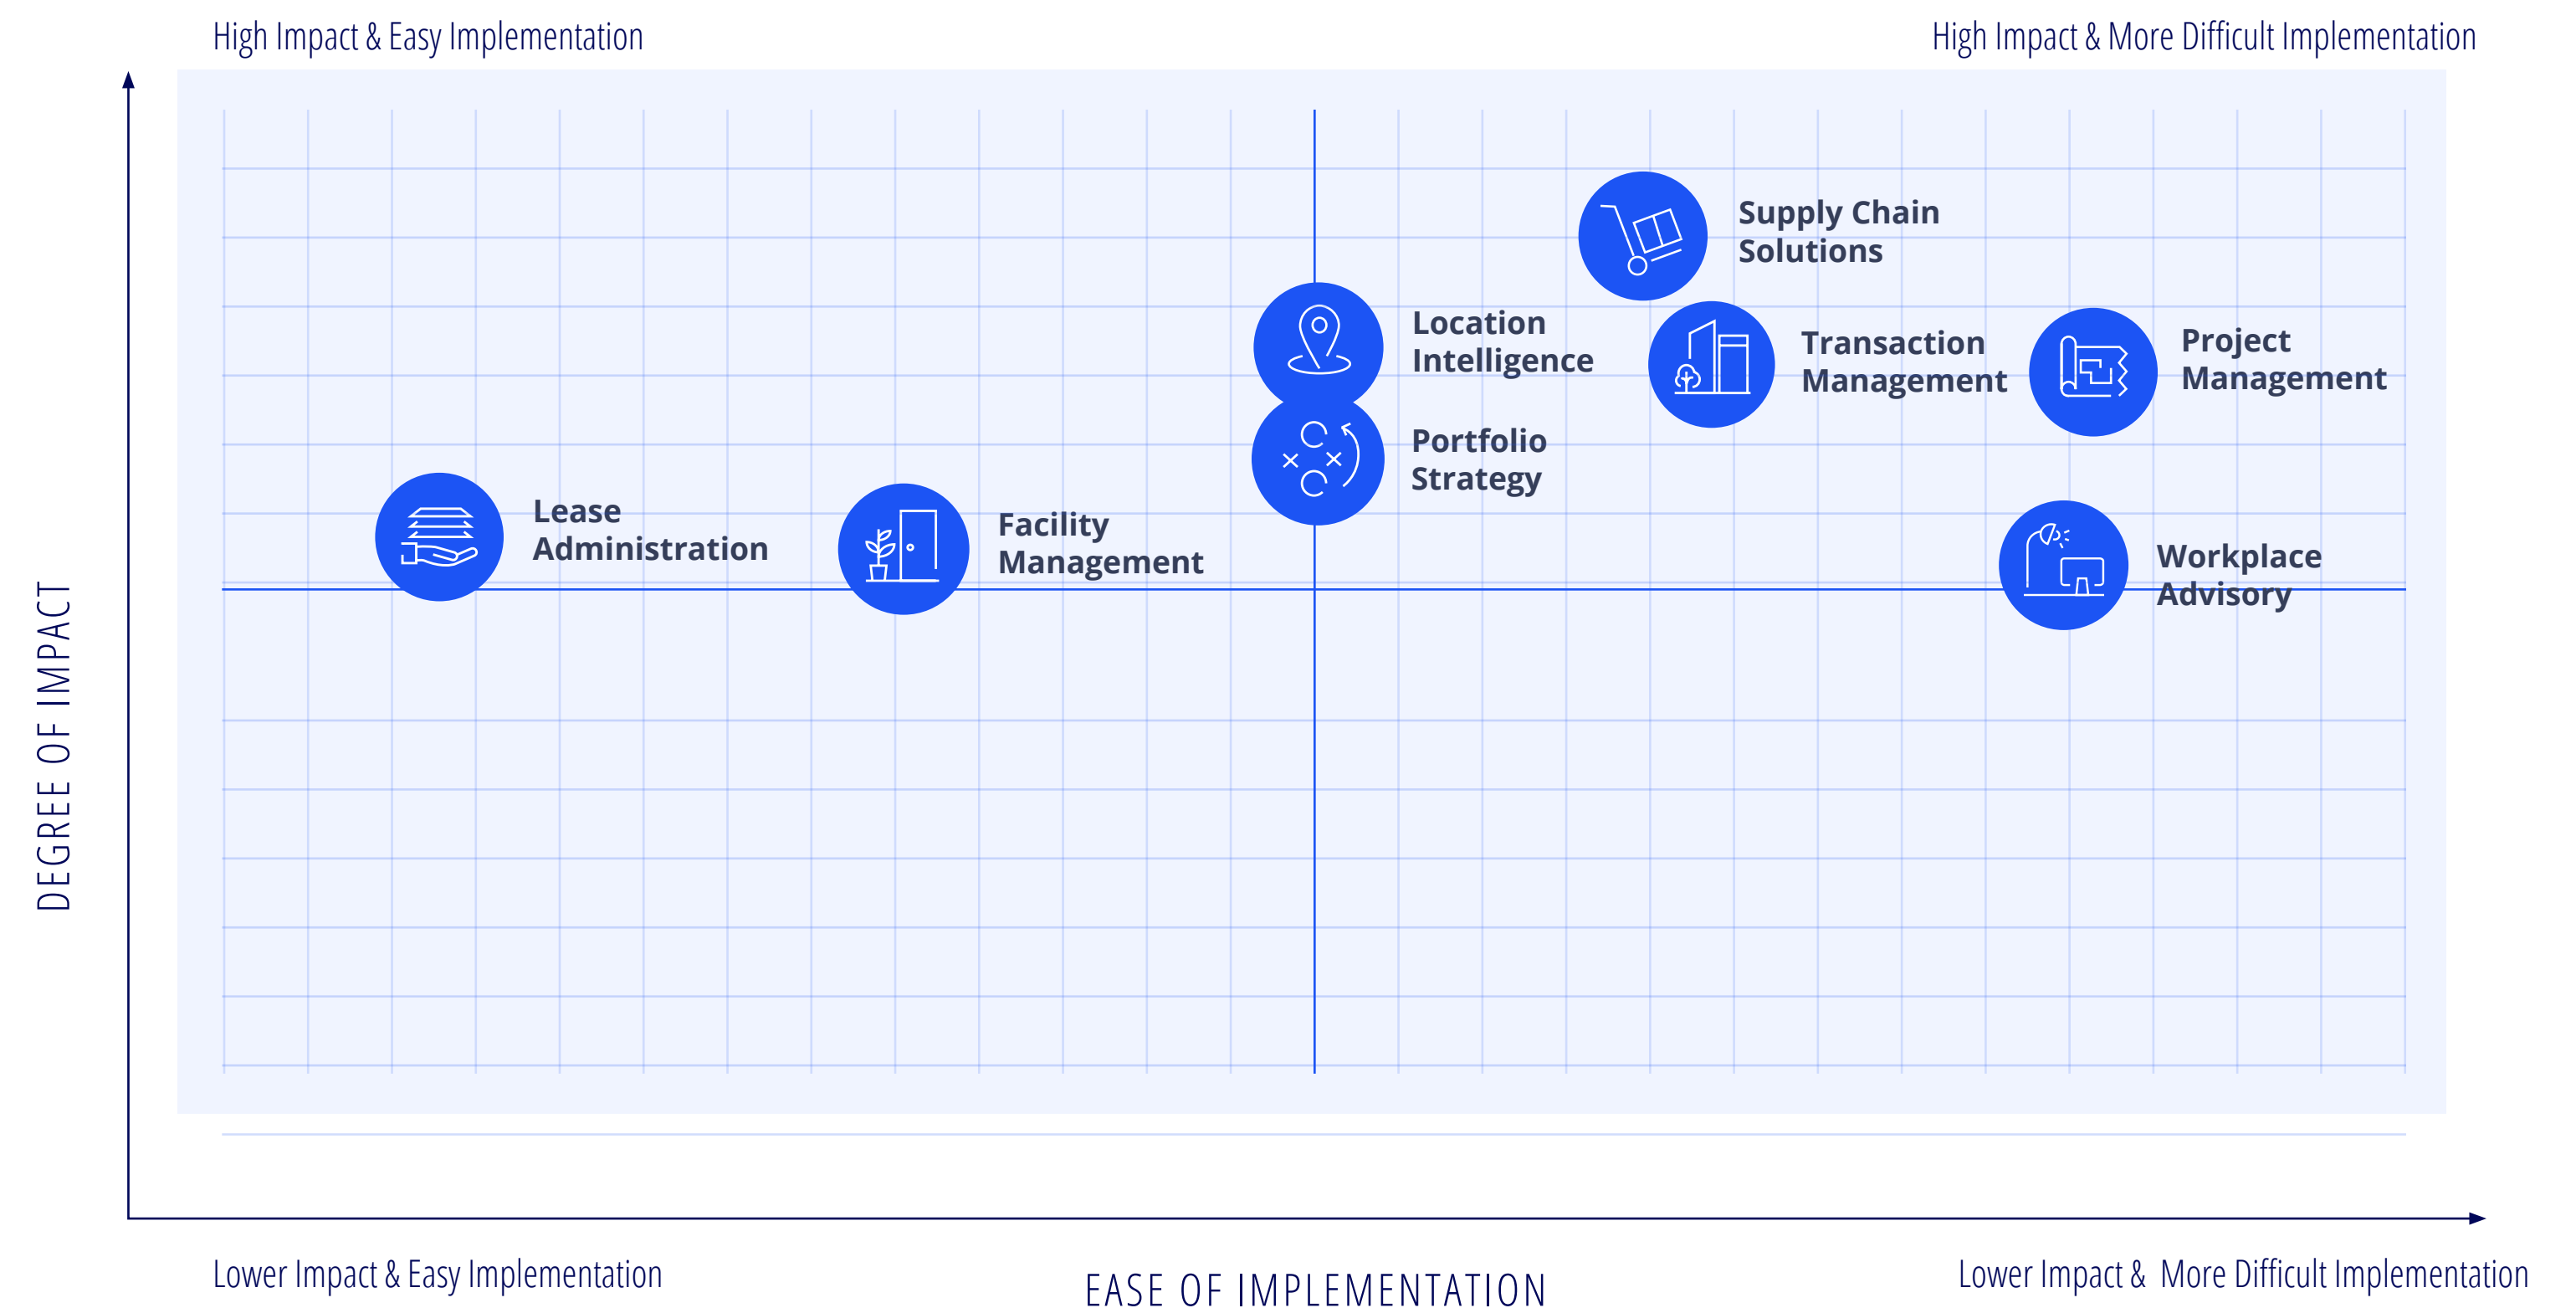 High Impact & Easy Implementation
High Impact & More Difficult Implementation
Supply Chain
Solutions
Location
Intelligence
Transaction
Management
Project
Management
Portfolio
Strategy
Lease
Administration
Facility
Management
Workplace
Advisory
DEGREE OF IMPACT
Lower Impact & Easy Implementation
EASE OF IMPLEMENTATION
Lower Impact &  More Difficult Implementation